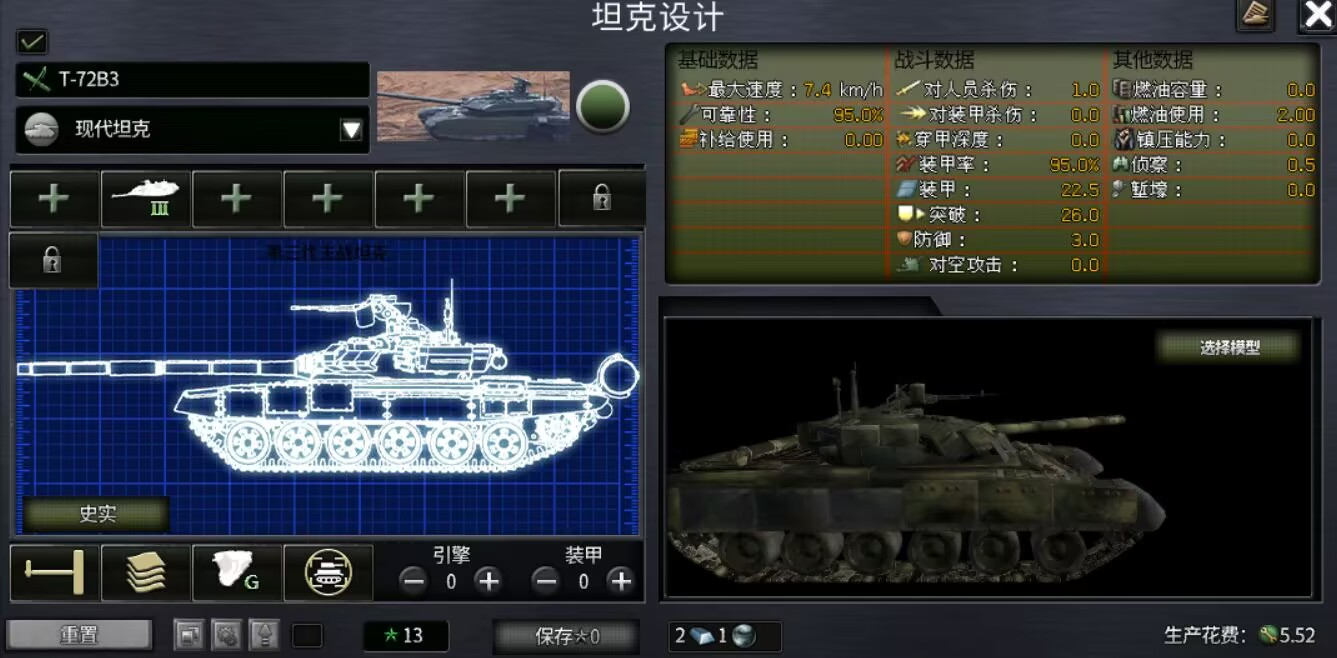 坦克设计
T-72B3
现代坦克
III
第三代主战坦克
史实
G
引擎
0
装甲
0
重置
13
保存 0
基础数据
最大速度：7.4 km/h
可靠性：95.0%
补给使用：0.00
战斗数据
对人员杀伤：1.0
对装甲杀伤：0.0
穿甲深度：0.0
装甲率：95.0%
装甲：22.5
突破：26.0
防御：3.0
对空攻击：0.0
其他数据
燃油容量：0.0
燃油使用：2.00
镇压能力：0.0
侦察：0.5
堑壕：0.0
选择模型
2 1
生产花费：5.52